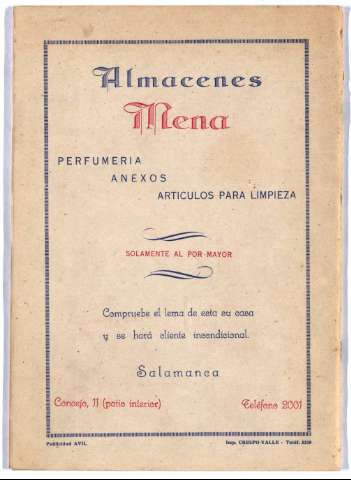 Almacenes
Mena
PERFUMERIA
ANEXOS
ARTICULOS PARA LIMPIEZA
SOLAMENTE AL POR-MAYOR
Compruebe el lema de esta su casa
y se hará cliente incondicional.
Salamanca
Concejo, 11 (patio interior) Teléfono 2001
Publicidad AVIL Imp. CRESPO-VALLE - Teléf.